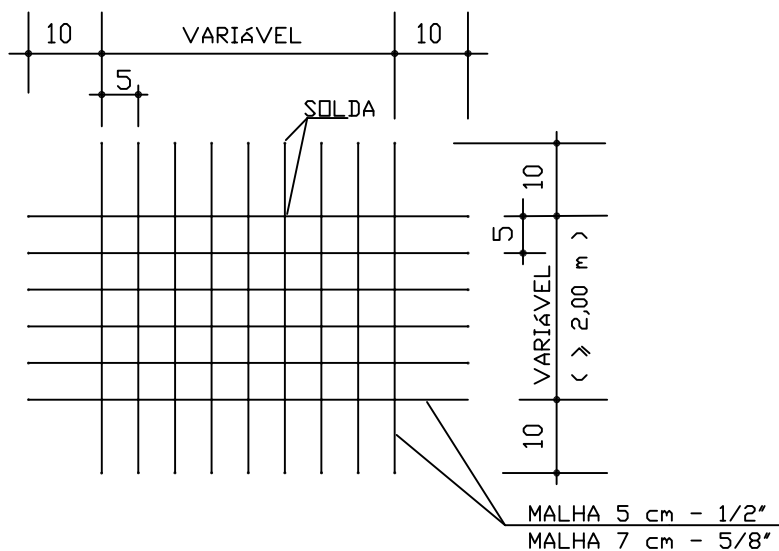 10 VARIÁVEL 10
5
SOLDA
10
5
VARIÁVEL
( ⩾ 2,00 m )
10
MALHA 5 cm - 1/2"
MALHA 7 cm - 5/8"